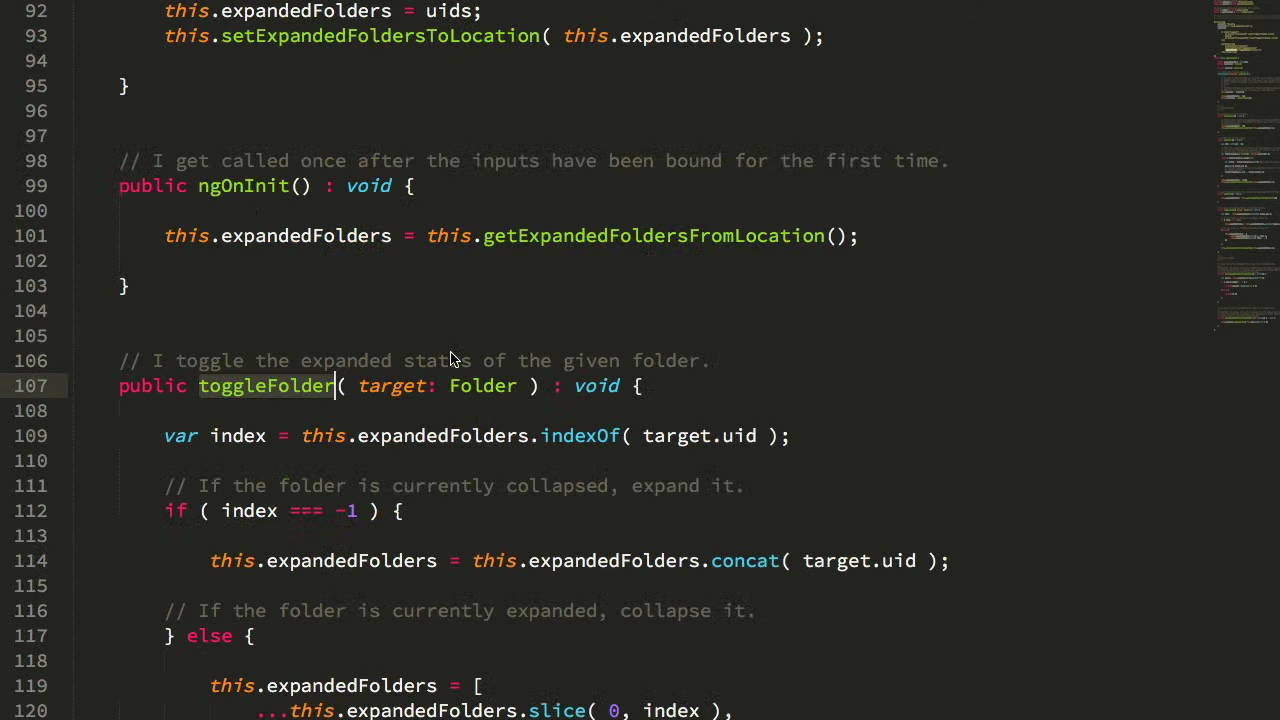 92 this.expandedFolders = uids;
93 this.setExpandedFoldersToLocation( this.expandedFolders );
94
95 }
96
97
98 // I get called once after the inputs have been bound for the first time.
99 public ngOnInit() : void {
100
101 this.expandedFolders = this.getExpandedFoldersFromLocation();
102
103 }
104
105
106 // I toggle the expanded status of the given folder.
107 public toggleFolder( target: Folder ) : void {
108
109 var index = this.expandedFolders.indexOf( target.uid );
110
111 // If the folder is currently collapsed, expand it.
112 if ( index === -1 ) {
113
114 this.expandedFolders = this.expandedFolders.concat( target.uid );
115
116 // If the folder is currently expanded, collapse it.
117 } else {
118
119 this.expandedFolders = [
120 ...this.expandedFolders.slice( 0, index ),